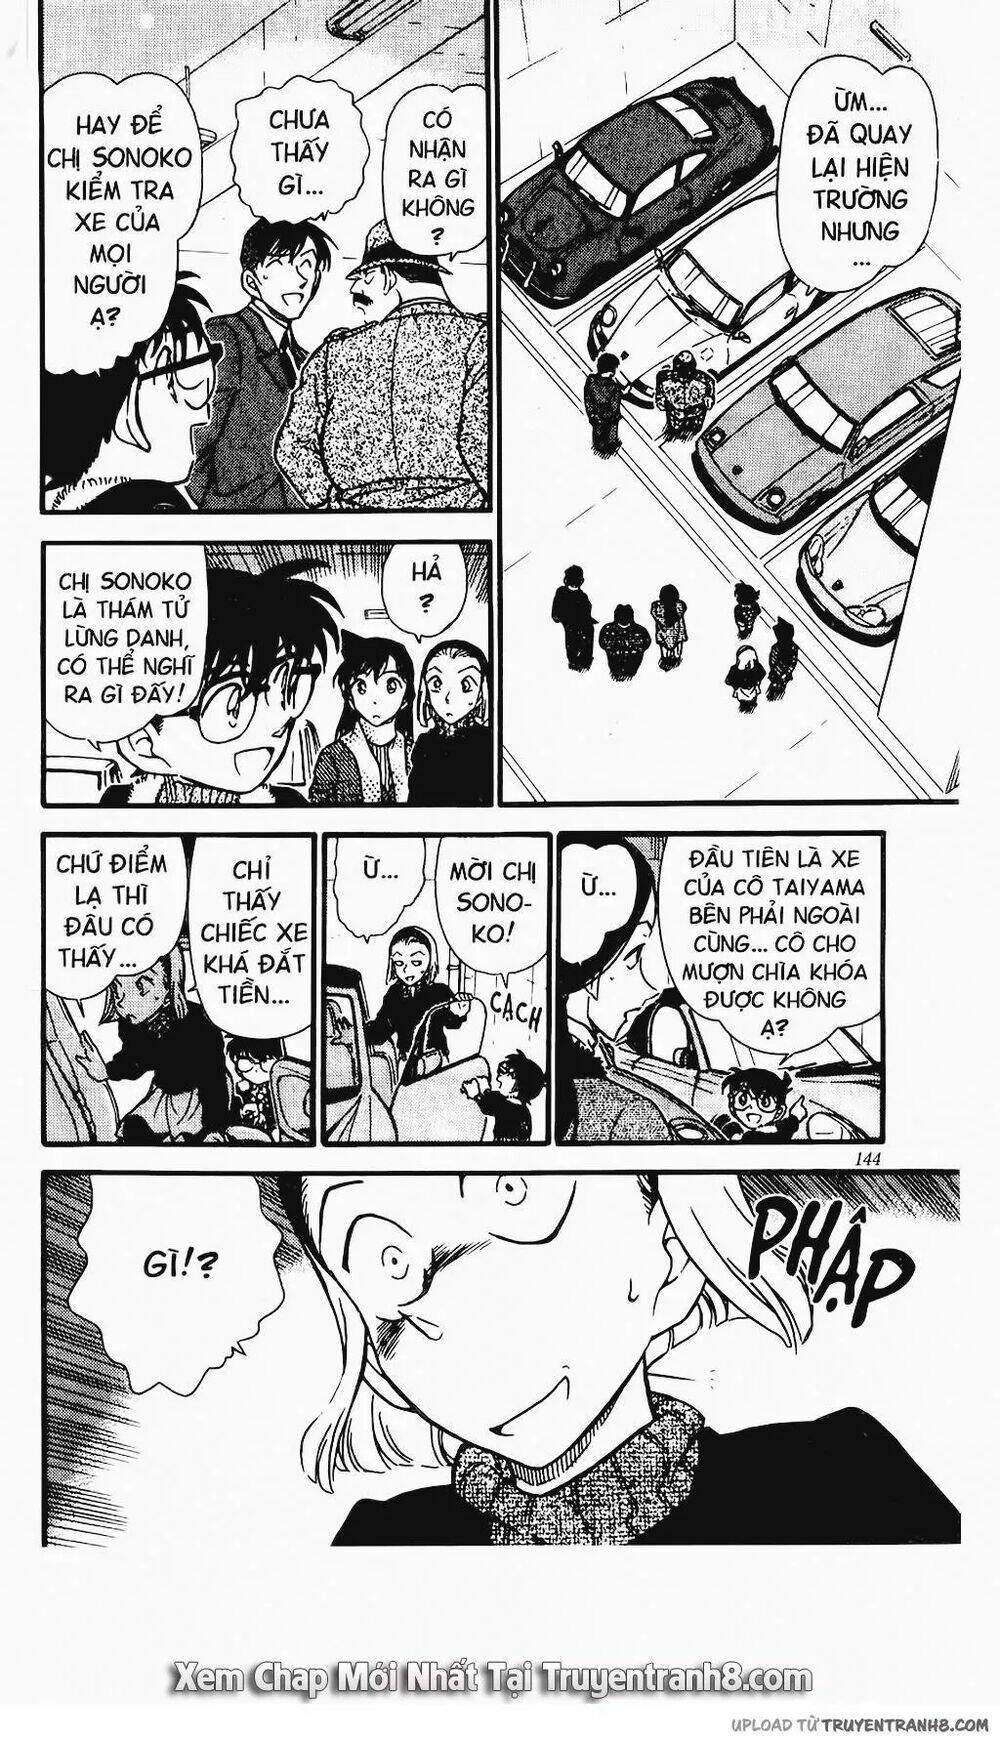 ỪM...
ĐÃ QUAY
LẠI HIỆN
TRƯỜNG
NHƯNG
...
CÓ
NHẬN
RA GÌ
KHÔNG
?
CHƯA
THẤY
GÌ...
HAY ĐỂ
CHỊ SONOKO
KIỂM TRA
XE CỦA
MỌI
NGƯỜI
Ạ?
HẢ
?
CHỊ SONOKO
LÀ THÁM TỬ
LỪNG DANH,
CÓ THỂ NGHĨ
RA GÌ ĐẤY!
ĐẦU TIÊN LÀ XE
CỦA CÔ TAIYAMA
BÊN PHẢI NGOÀI
CÙNG... CÔ CHO
MƯỢN CHÌA KHÓA
ĐƯỢC KHÔNG
Ạ?
Ừ...
MỜI CHỊ
SONO-
KO!
Ừ...
CẠCH
CHỈ
THẤY
CHIẾC XE
KHÁ ĐẮT
TIỀN...
CHỨ ĐIỂM
LẠ THÌ
ĐÂU CÓ
THẤY...
144
PHẬP
GÌ!?
Xem Chap Mới Nhất Tại Truyentranh8.com
UPLOAD TỪ TRUYENTRANH8.COM